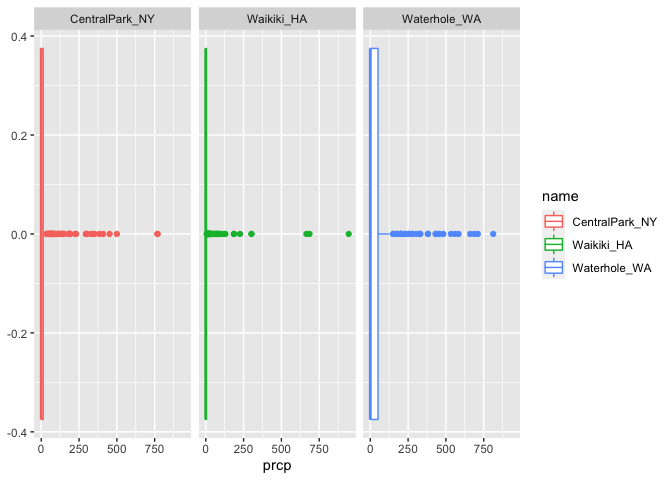 CentralPark_NY Waikiki_HA Waterhole_WA
0.4
0.2
0.0
-0.2
-0.4
0 250 500 750 0 250 500 750 0 250 500 750
prcp
name
CentralPark_NY
Waikiki_HA
Waterhole_WA